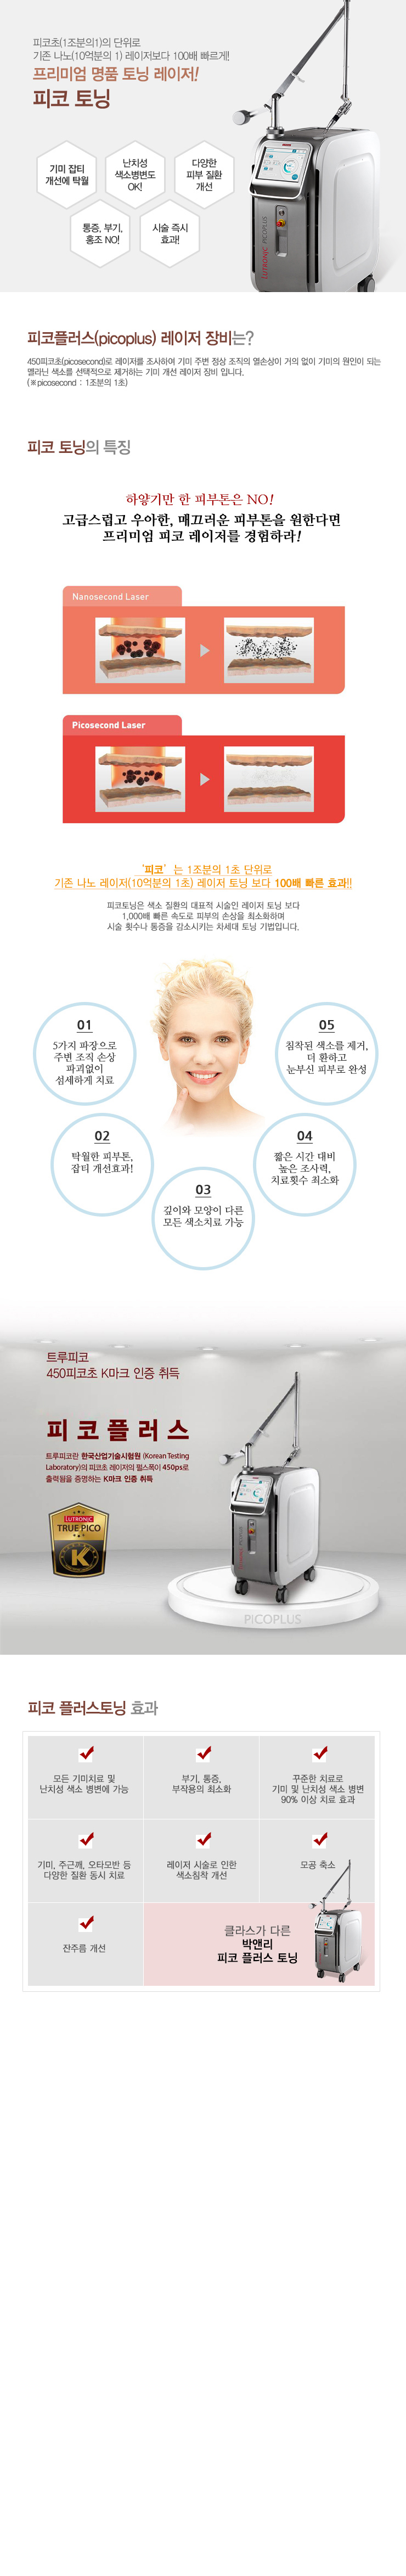 피코초(1조분의1)의 단위로
기존 나노(10억분의 1) 레이저보다 100배 빠르게!
프리미엄 명품 토닝 레이저!
피코 토닝
기미 잡티
개선에 탁월
난치성
색소병변도
OK!
다양한
피부 질환
개선
통증, 부기,
홍조 NO!
시술 즉시
효과!
LUTRONIC PICOPLUS
피코플러스(picoplus) 레이저 장비는?
450피코초(picosecond)로 레이저를 조사하여 기미 주변 정상 조직의 열손상이 거의 없이 기미의 원인이 되는
멜라닌 색소를 선택적으로 제거하는 기미 개선 레이저 장비 입니다.
(※picosecond : 1조분의 1초)
피코 토닝의 특징
하얗기만 한 피부톤은 NO!
고급스럽고 우아한, 매끄러운 피부톤을 원한다면
프리미엄 피코 레이저를 경험하라!
Nanosecond Laser
Picosecond Laser
‘피코’는 1조분의 1초 단위로
기존 나노 레이저(10억분의 1초) 레이저 토닝 보다 100배 빠른 효과!!
피코토닝은 색소 질환의 대표적 시술인 레이저 토닝 보다
1,000배 빠른 속도로 피부의 손상을 최소화하며
시술 횟수나 통증을 감소시키는 차세대 토닝 기법입니다.
01
5가지 파장으로
주변 조직 손상
파괴없이
섬세하게 치료
02
탁월한 피부톤,
잡티 개선효과!
03
깊이와 모양이 다른
모든 색소치료 가능
04
짧은 시간 대비
높은 조사력,
치료횟수 최소화
05
침착된 색소를 제거,
더 환하고
눈부신 피부로 완성
트루피코
450피코초 K마크 인증 취득
피코플러스
트루피코란 한국산업기술시험원 (Korean Testing
Laboratory)의 피코초 레이저의 펄스폭이 450ps로
출력됨을 증명하는 K마크 인증 취득
LUTRONIC
TRUE PICO
K
PICOPLUS
피코 플러스토닝 효과
모든 기미치료 및
난치성 색소 병변에 가능
부기, 통증,
부작용의 최소화
꾸준한 치료로
기미 및 난치성 색소 병변
90% 이상 치료 효과
기미, 주근깨, 오타모반 등
다양한 질환 동시 치료
레이저 시술로 인한
색소침착 개선
모공 축소
잔주름 개선
클라스가 다른
박앤리
피코 플러스 토닝